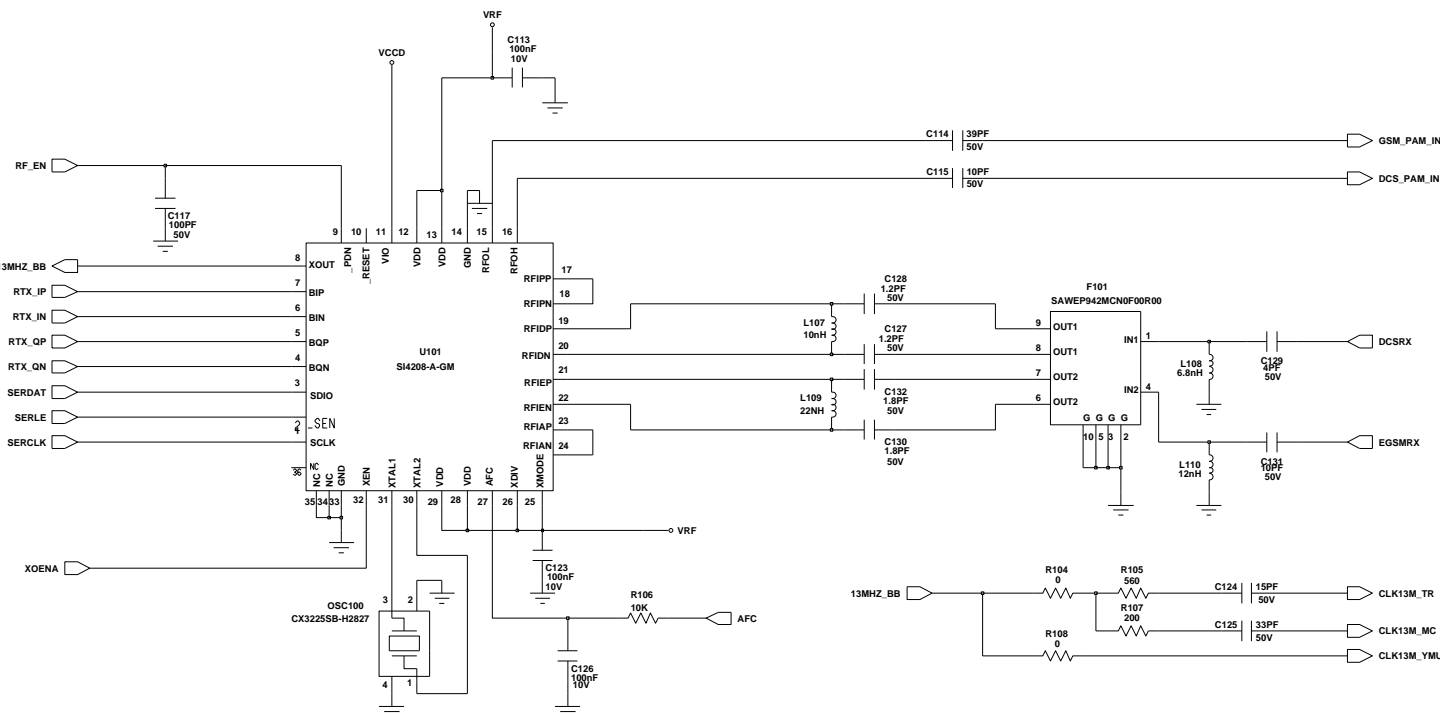 VRF
C113
100nF
10V
VCCD
C114
39PF
50V
GSM_PAM_IN
C115
10PF
50V
DCS_PAM_IN
RF_EN
C117
100PF
50V
9
10
11
12
13
14
15
16
_PDN
_RESET
VIO
VDD
VDD
GND
RFOL
RFOH
13MHZ_BB
8
XOUT
RTX_IP
7
BIP
RTX_IN
6
BIN
RTX_QP
5
BQP
RTX_QN
4
BQN
SERDAT
3
SDIO
SERLE
2
_SEN
SERCLK
1
SCLK
36
NC
U101
SI4208-A-GM
RFIPP
17
RFIPN
18
RFIDP
19
RFIDN
20
RFIEP
21
RFIEN
22
RFIAP
23
RFIAN
24
NC
NC
GND
XEN
XTAL1
XTAL2
VDD
VDD
AFC
XDIV
XMODE
35
34
33
32
31
30
29
28
27
26
25
C128
1.2PF
50V
L107
10nH
C127
1.2PF
50V
L109
22NH
C132
1.8PF
50V
C130
1.8PF
50V
F101
SAWEP942MCN0F00R00
9
OUT1
8
OUT1
7
OUT2
6
OUT2
IN1
1
IN2
4
G G G G
10
5
3
2
L108
6.8nH
C129
4PF
50V
DCSRX
L110
12nH
C131
10PF
50V
EGSMRX
VRF
C123
100nF
10V
XOENA
OSC100
CX3225SB-H2827
3
2
4
1
R106
10K
AFC
C126
100nF
10V
13MHZ_BB
R104
0
R105
560
C124
15PF
50V
CLK13M_TR
R107
200
C125
33PF
50V
CLK13M_MC
R108
0
CLK13M_YMU